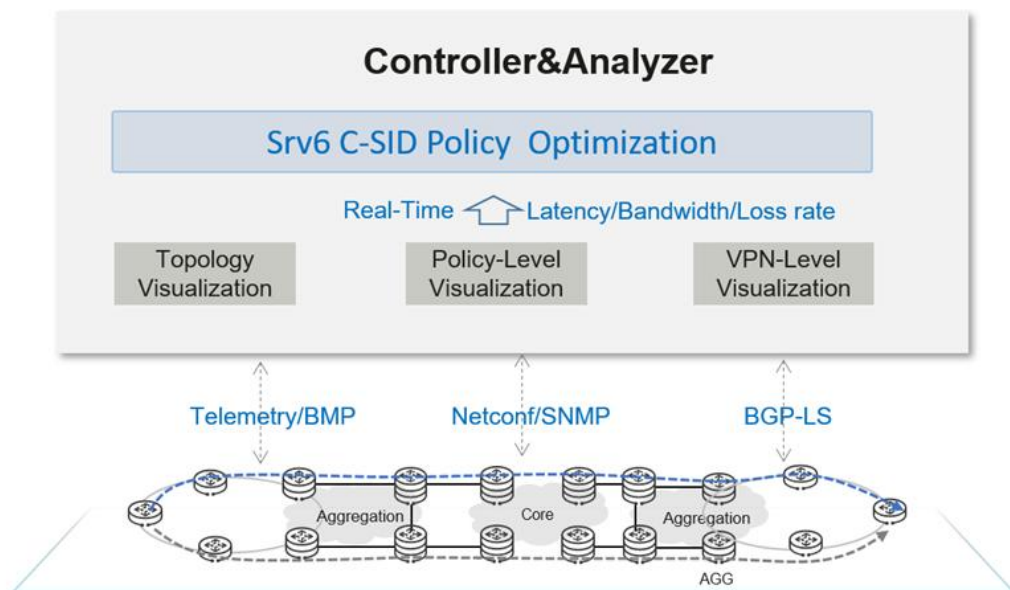 Controller&Analyzer
Srv6 C-SID Policy Optimization
Real-Time
Latency/Bandwidth/Loss rate
Topology
Visualization
Policy-Level
Visualization
VPN-Level
Visualization
Telemetry/BMP
Netconf/SNMP
BGP-LS
Aggregation
Core
Aggregation
AGG